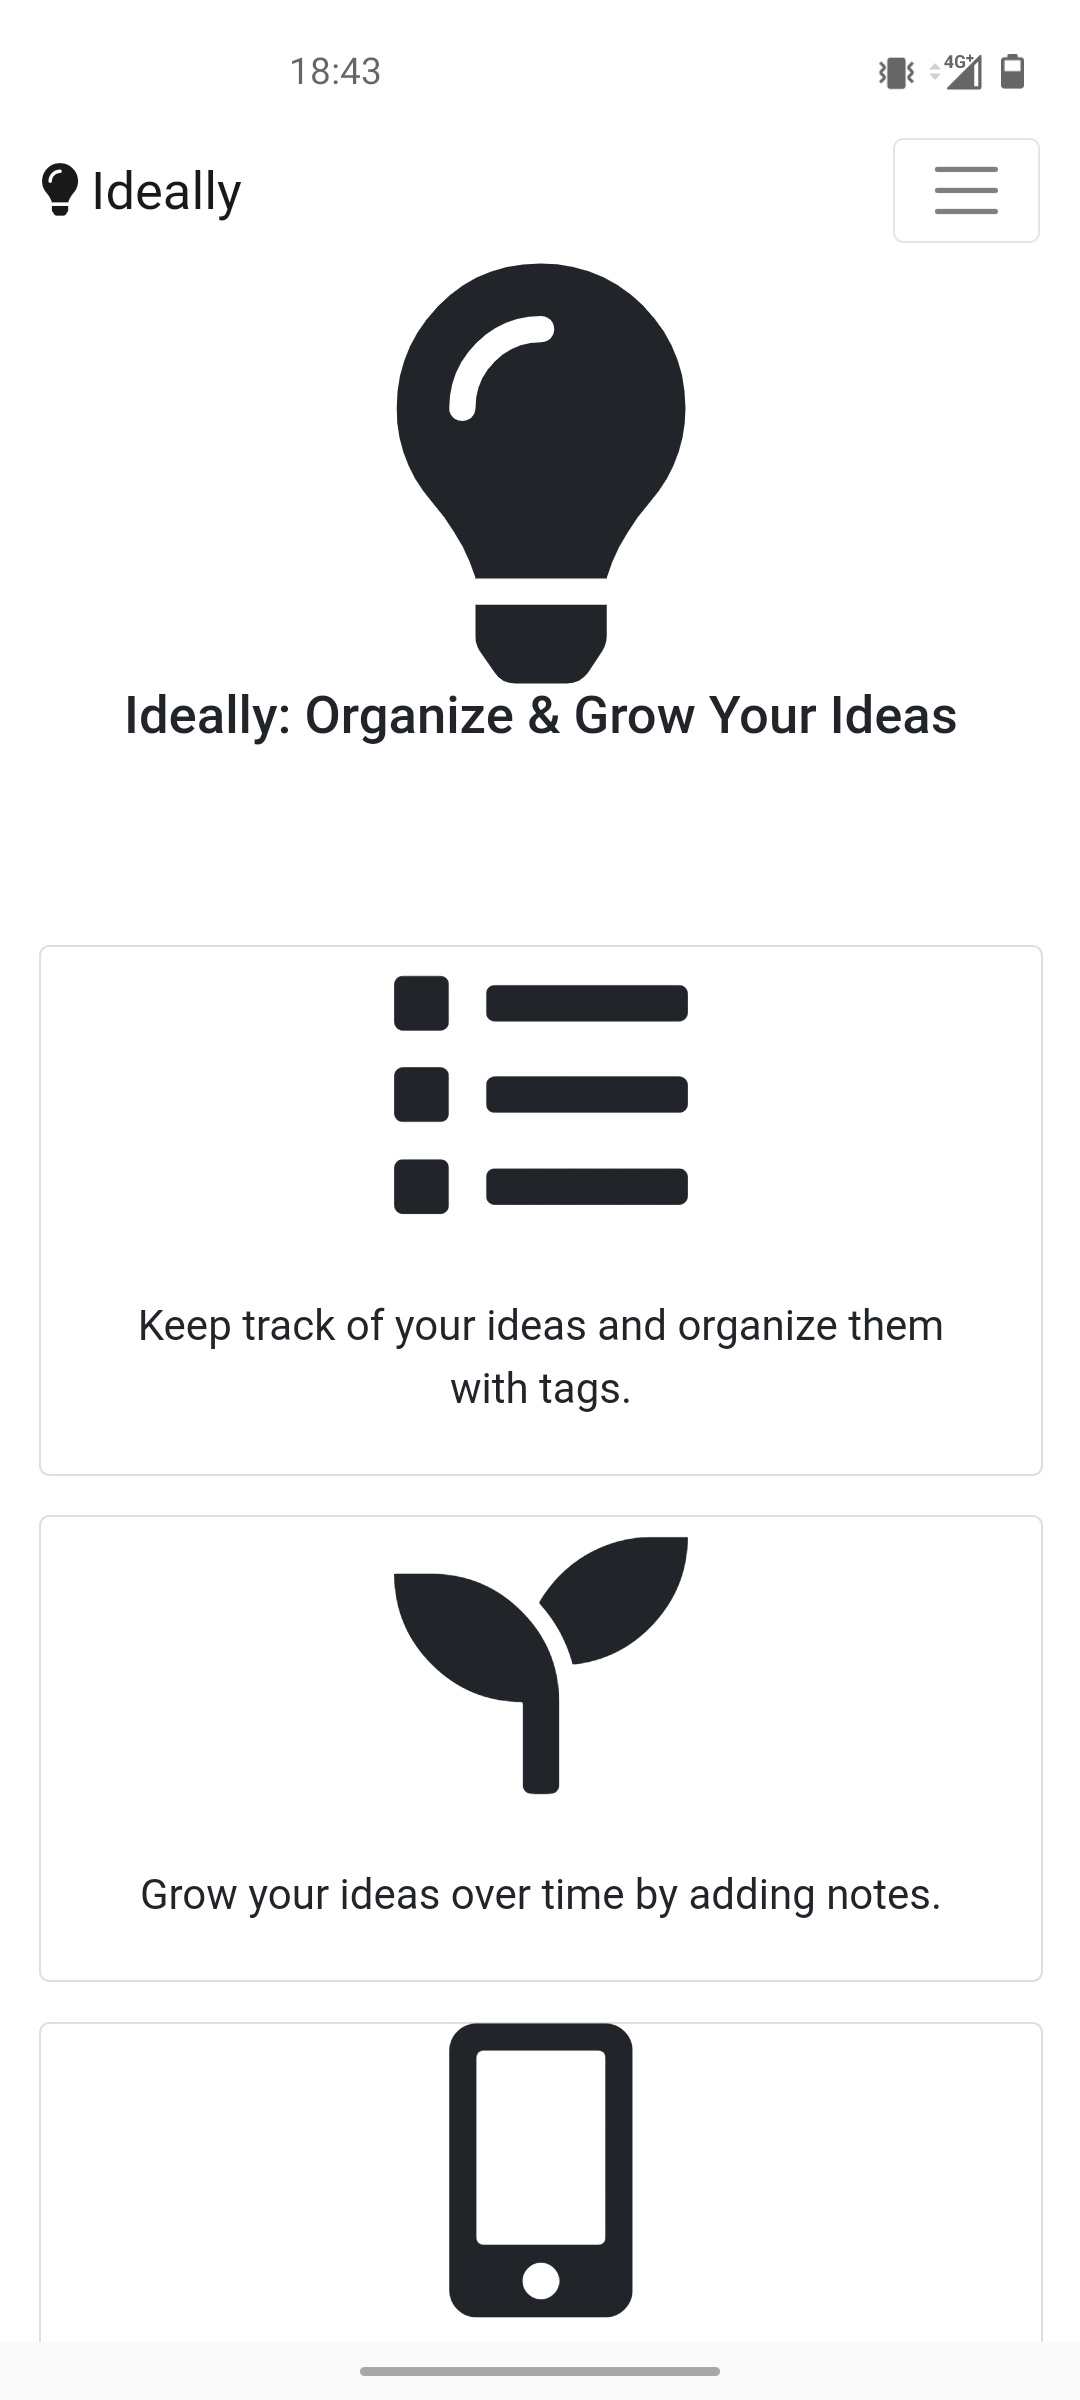 18:43
4G+
Ideally
Ideally: Organize & Grow Your Ideas
Keep track of your ideas and organize them
with tags.
Grow your ideas over time by adding notes.